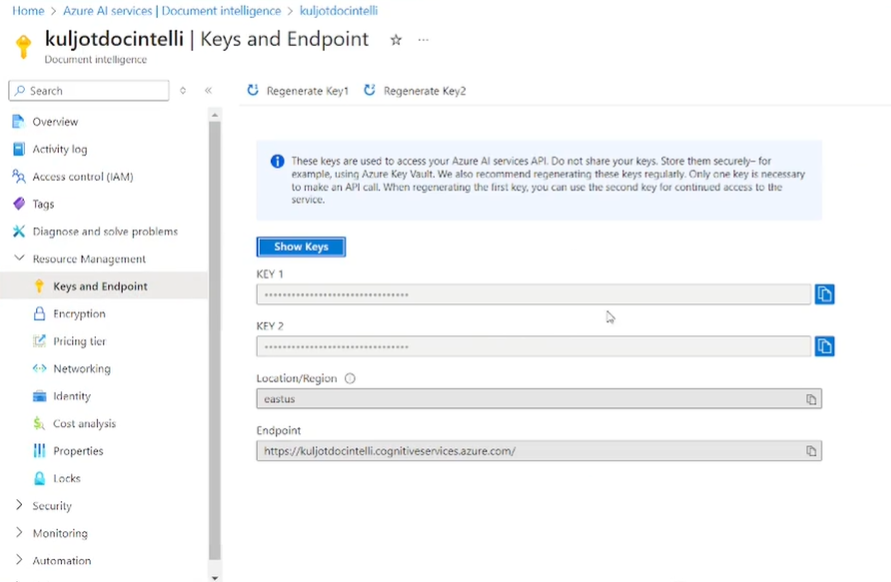 Home > Azure AI services | Document intelligence > kuljotdocintelli
kuljotdocintelli | Keys and Endpoint
Document intelligence
Search
Regenerate Key1
Regenerate Key2
Overview
Activity log
Access control (IAM)
Tags
Diagnose and solve problems
Resource Management
Keys and Endpoint
Encryption
Pricing tier
Networking
Identity
Cost analysis
Properties
Locks
Security
Monitoring
Automation
These keys are used to access your Azure AI services API. Do not share your keys. Store them securely– for
example, using Azure Key Vault. We also recommend regenerating these keys regularly. Only one key is necessary
to make an API call. When regenerating the first key, you can use the second key for continued access to the
service.
Show Keys
KEY 1
KEY 2
Location/Region
eastus
Endpoint
https://kuljotdocintelli.cognitiveservices.azure.com/